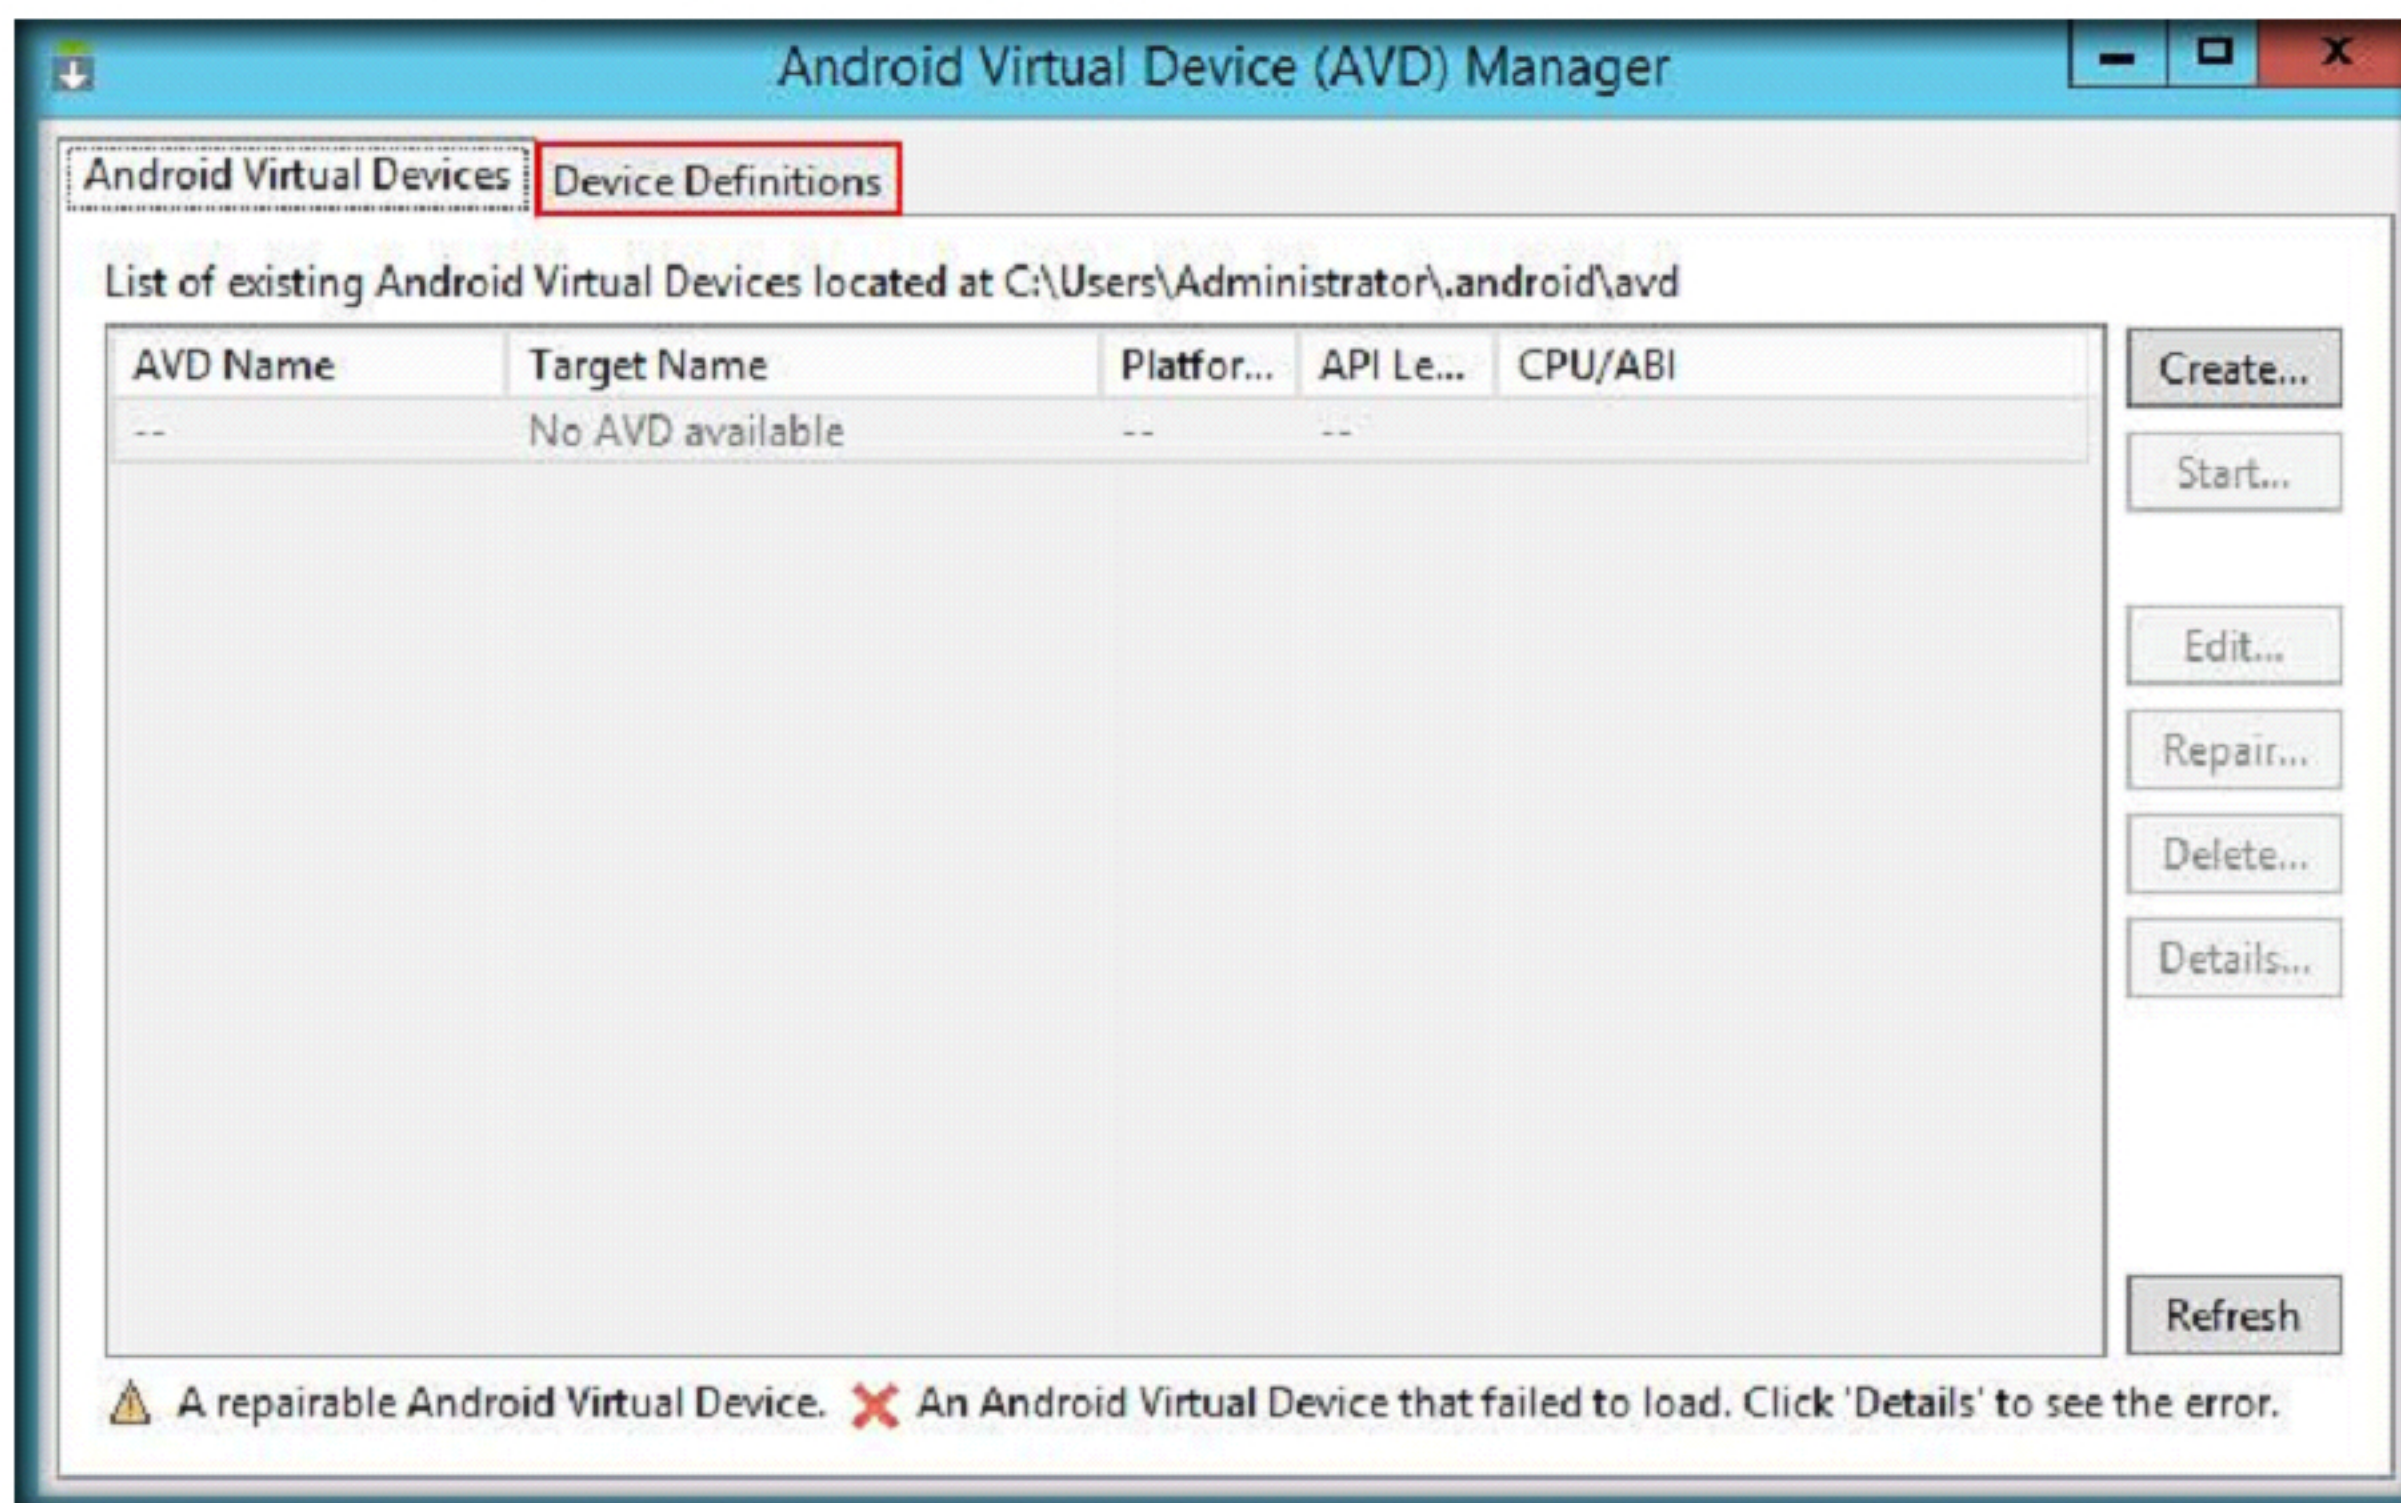 Android Virtual Device (AVD) Manager
Android Virtual Devices Device Definitions
List of existing Android Virtual Devices located at C:\Users\Administrator\.android\avd
AVD Name Target Name Platfor... API Le... CPU/ABI
-- No AVD available -- --
Create...
Start...
Edit...
Repair...
Delete...
Details...
Refresh
A repairable Android Virtual Device. An Android Virtual Device that failed to load. Click 'Details' to see the error.